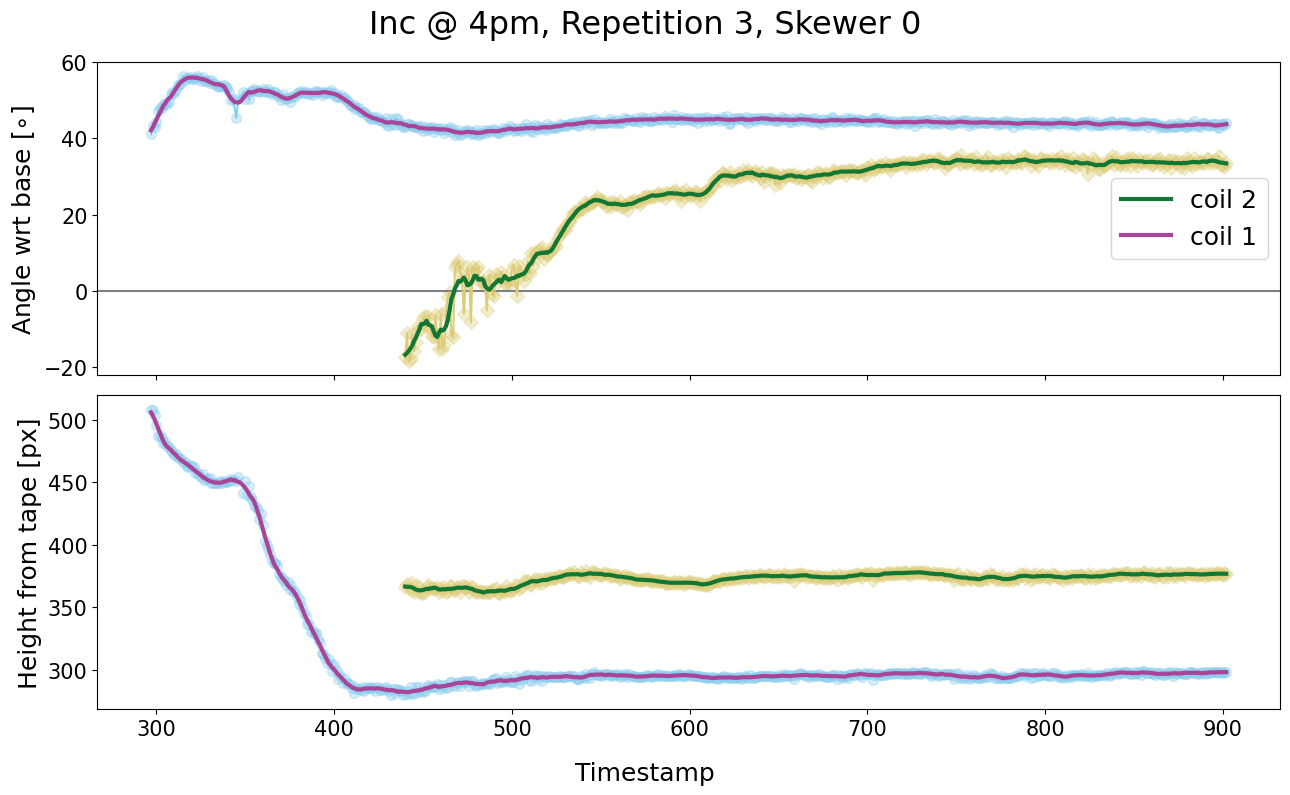 Inc @ 4pm, Repetition 3, Skewer 0
Angle wrt base [∘]
60
40
20
0
−20
coil 2
coil 1
Height from tape [px]
500
450
400
350
300
300 400 500 600 700 800 900
Timestamp